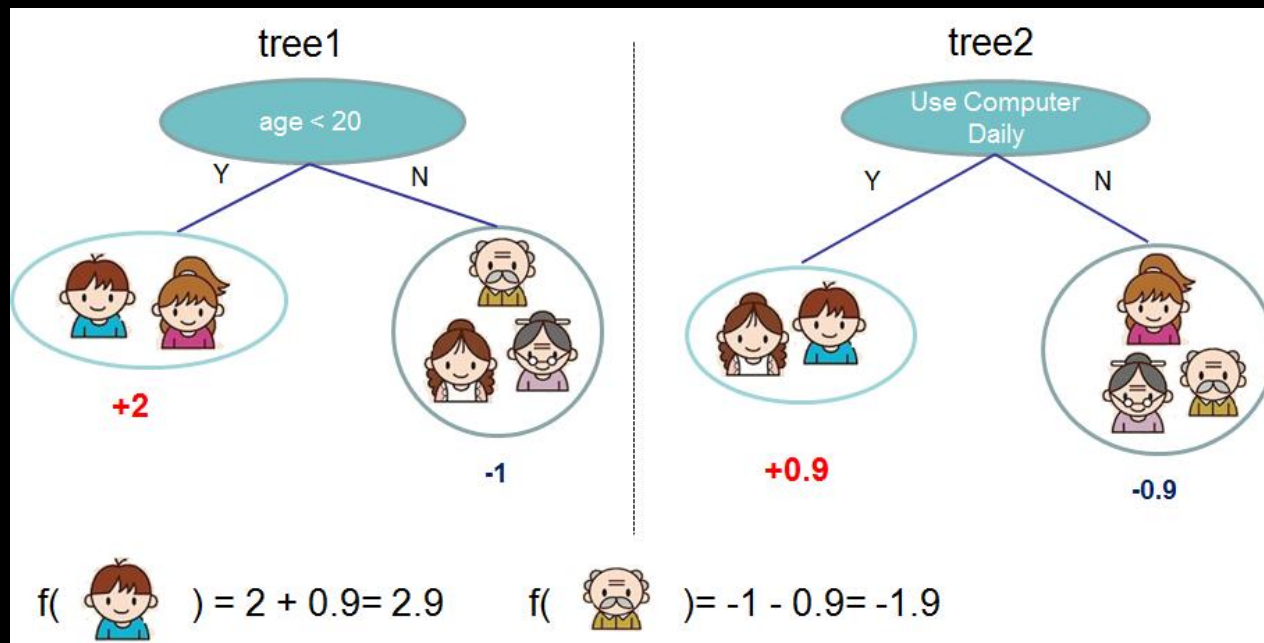 tree1
age < 20
Y
N
+2
-1
tree2
Use Computer
Daily
Y
N
+0.9
-0.9
f( ) = 2 + 0.9= 2.9
f( )= -1 - 0.9= -1.9